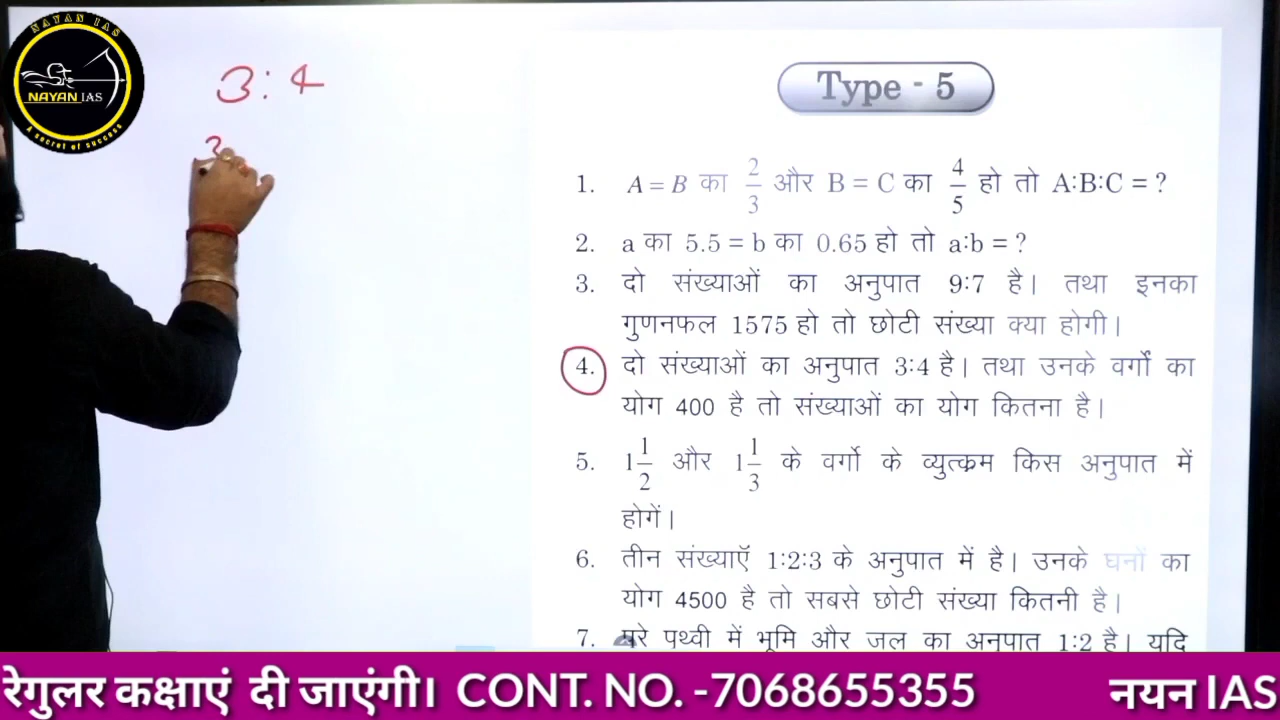 NAYAN IAS
NAYAN IAS
A secret of success
3 : 4
3
Type - 5
1. A = B का 2/3 और B = C का 4/5 हो तो A:B:C = ?
2. a का 5.5 = b का 0.65 हो तो a:b = ?
3. दो संख्याओं का अनुपात 9:7 है। तथा इनका
गुणनफल 1575 हो तो छोटी संख्या क्या होगी।
4. दो संख्याओं का अनुपात 3:4 है। तथा उनके वर्गों का
योग 400 है तो संख्याओं का योग कितना है।
5. 1 1/2 और 1 1/3 के वर्गो के व्युत्क्रम किस अनुपात में
होगें।
6. तीन संख्याएॅ 1:2:3 के अनुपात में है। उनके घनों का
योग 4500 है तो सबसे छोटी संख्या कितनी है।
7. पूरे पृथ्वी में भूमि और जल का अनुपात 1:2 है। यदि
रेगुलर कक्षाएं दी जाएंगी। CONT. NO. -7068655355 नयन IAS